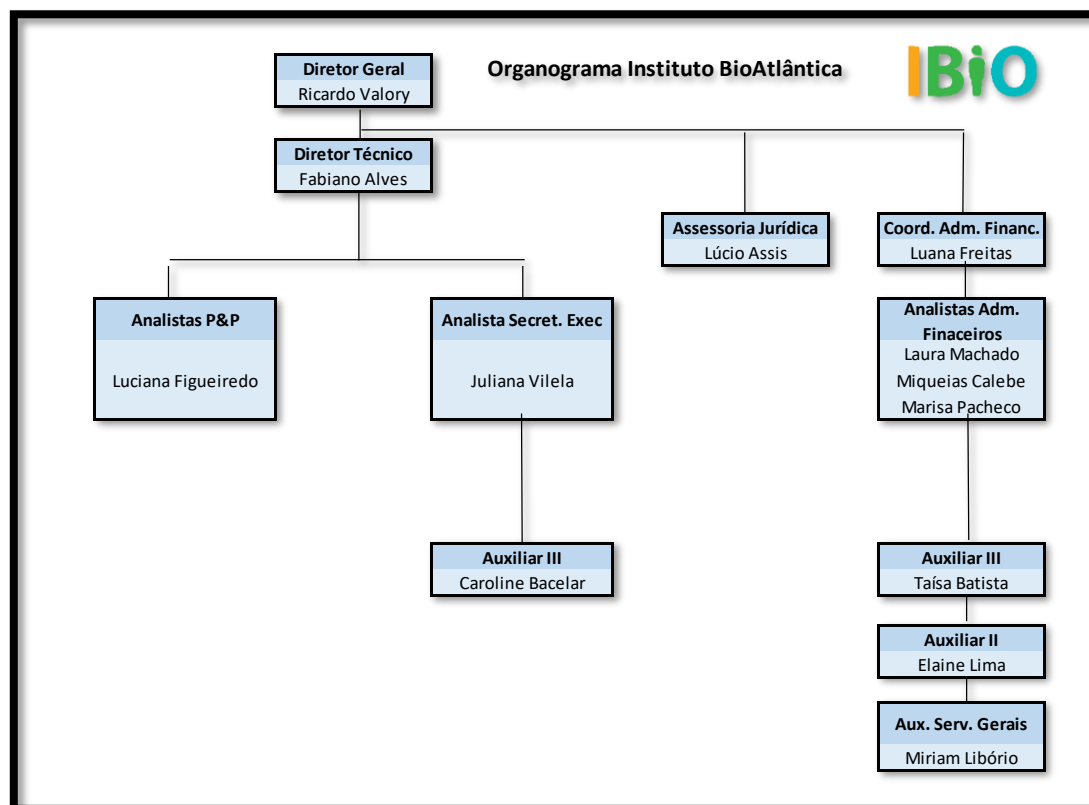 Organograma Instituto BioAtlântica
IBiO
Diretor Geral
Ricardo Valory
Diretor Técnico
Fabiano Alves
Assessoria Jurídica
Lúcio Assis
Coord. Adm. Financ.
Luana Freitas
Analistas P&P
Luciana Figueiredo
Analista Secret. Exec
Juliana Vilela
Analistas Adm.
Finaceiros
Laura Machado
Miqueias Calebe
Marisa Pacheco
Auxiliar III
Caroline Bacelar
Auxiliar III
Taísa Batista
Auxiliar II
Elaine Lima
Aux. Serv. Gerais
Miriam Libório